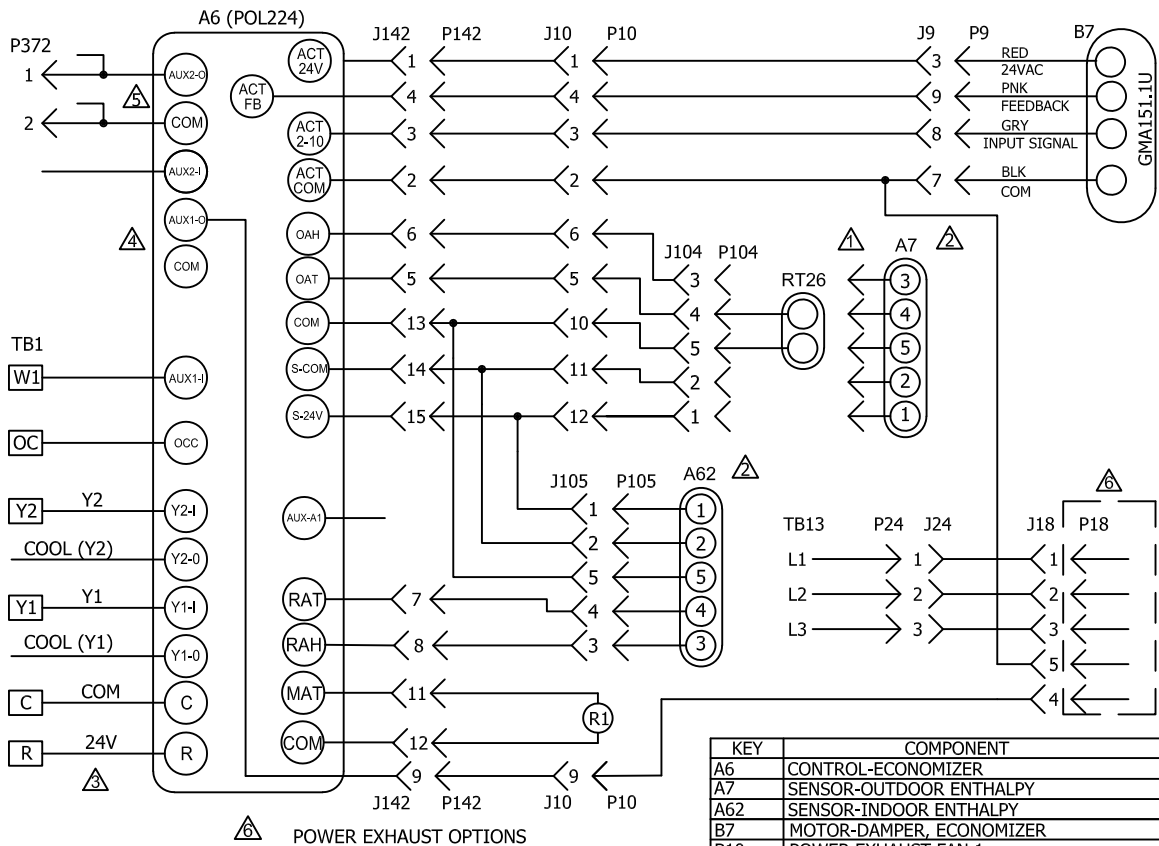 A6 (POL224)
J142 P142 J10 P10 J9 P9 B7
P372
1
2
AUX2-O
COM
AUX2-I
AUX1-O
COM
5
4
ACT 24V
ACT FB
ACT 2-10
ACT COM
OAH
OAT
COM
S-COM
S-24V
AUX-A1
RAT
RAH
MAT
COM
1 1 3 RED 24VAC
4 4 9 PNK FEEDBACK
3 3 8 GRY INPUT SIGNAL
2 2 7 BLK COM
GMA151.1U
6 6
5 5
13 10
14 11
15 12
J104 P104
3
4
5
2
1
RT26
1
A7
2
3
4
5
2
1
TB1
W1 AUX1-I
OC OCC
Y2 Y2 Y2-I
COOL (Y2) Y2-0
Y1 Y1 Y1-I
COOL (Y1) Y1-0
C COM C
R 24V R
3
J105 P105 A62
2
1 1
2 2
5 5
4 4
3 3
7
8
11
12
R1
9 9
J142 P142 J10 P10
TB13 P24 J24 J18 P18
6
L1 1 1
L2 2 2
L3 3 3
5
4
6 POWER EXHAUST OPTIONS
KEY COMPONENT
A6 CONTROL-ECONOMIZER
A7 SENSOR-OUTDOOR ENTHALPY
A62 SENSOR-INDOOR ENTHALPY
B7 MOTOR-DAMPER, ECONOMIZER